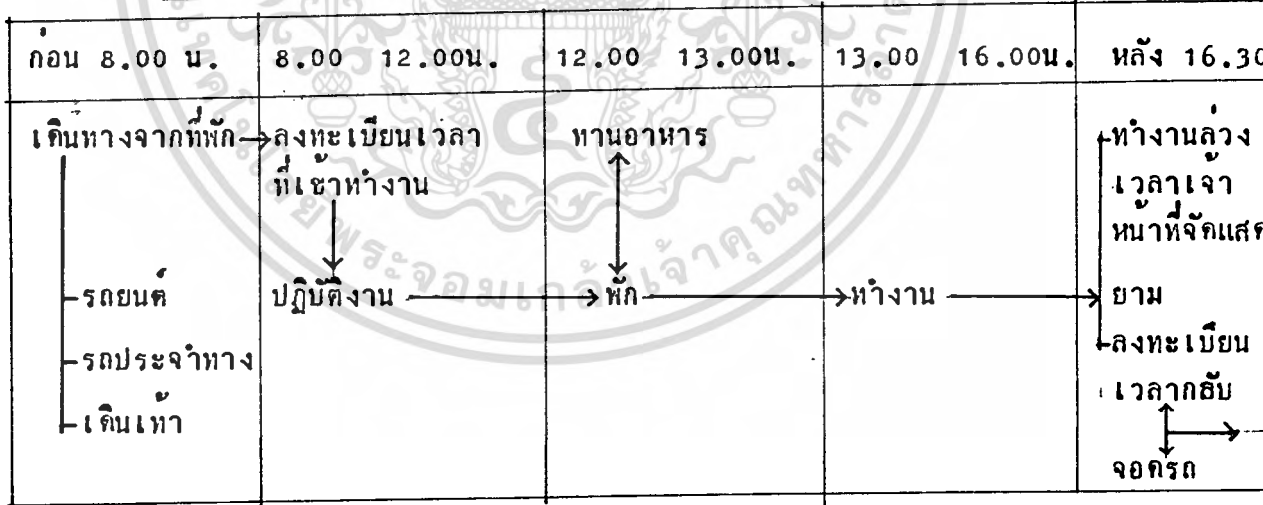 ก่อน 8.00 น.
8.00 12.00น.
12.00 13.00น.
13.00 16.00น.
หลัง 16.30
เดินทางจากที่พัก
รถยนต์
รถประจำทาง
เดินเท้า
ลงทะเบียนเวลา
ที่เข้าทำงาน
ปฏิบัติงาน
ทานอาหาร
พัก
ทำงาน
ทำงานล่วง
เวลาเจ้า
หน้าที่จัดแสด
ยาม
ลงทะเบียน
เวลากลับ
จอดรถ